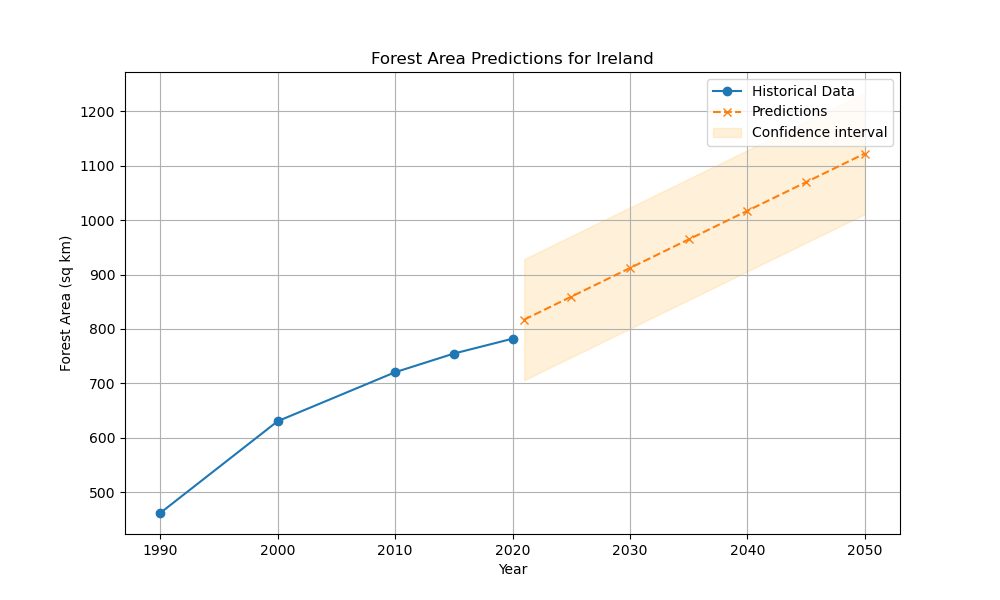 Forest Area Predictions for Ireland
Historical Data
Predictions
Confidence interval
Forest Area (sq km)
1200
1100
1000
900
800
700
600
500
1990 2000 2010 2020 2030 2040 2050
Year